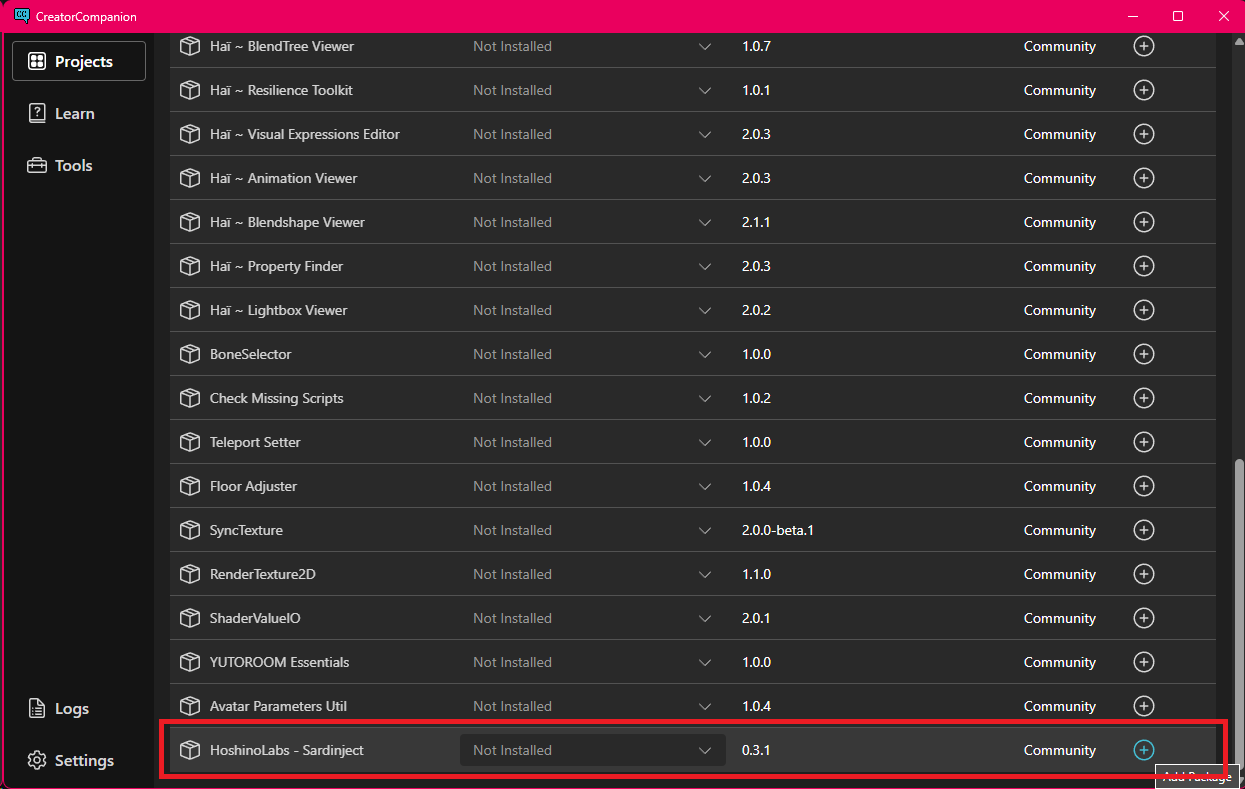 CC CreatorCompanion
Projects
Learn
Tools
Logs
Settings
Haï ~ BlendTree Viewer Not Installed 1.0.7 Community
Haï ~ Resilience Toolkit Not Installed 1.0.1 Community
Haï ~ Visual Expressions Editor Not Installed 2.0.3 Community
Haï ~ Animation Viewer Not Installed 2.0.3 Community
Haï ~ Blendshape Viewer Not Installed 2.1.1 Community
Haï ~ Property Finder Not Installed 2.0.3 Community
Haï ~ Lightbox Viewer Not Installed 2.0.2 Community
BoneSelector Not Installed 1.0.0 Community
Check Missing Scripts Not Installed 1.0.2 Community
Teleport Setter Not Installed 1.0.0 Community
Floor Adjuster Not Installed 1.0.4 Community
SyncTexture Not Installed 2.0.0-beta.1 Community
RenderTexture2D Not Installed 1.1.0 Community
ShaderValueIO Not Installed 2.0.1 Community
YUTOROOM Essentials Not Installed 1.0.0 Community
Avatar Parameters Util Not Installed 1.0.4 Community
HoshinoLabs - Sardinject Not Installed 0.3.1 Community
Add Package